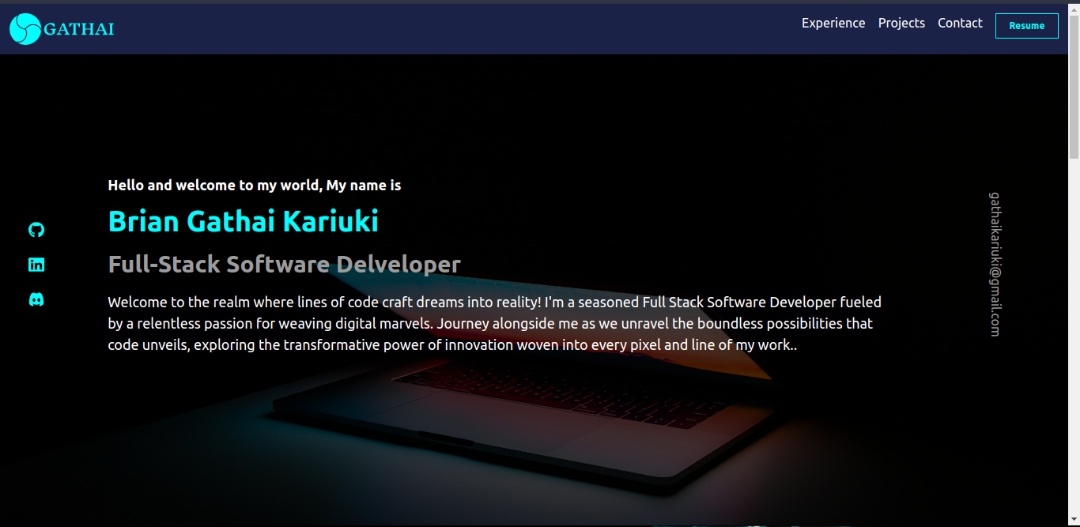 GATHAI
Experience Projects Contact Resume
Hello and welcome to my world, My name is
Brian Gathai Kariuki
Full-Stack Software Delveloper
Welcome to the realm where lines of code craft dreams into reality! I'm a seasoned Full Stack Software Developer fueled
by a relentless passion for weaving digital marvels. Journey alongside me as we unravel the boundless possibilities that
code unveils, exploring the transformative power of innovation woven into every pixel and line of my work..
gathaikariuki@gmail.com